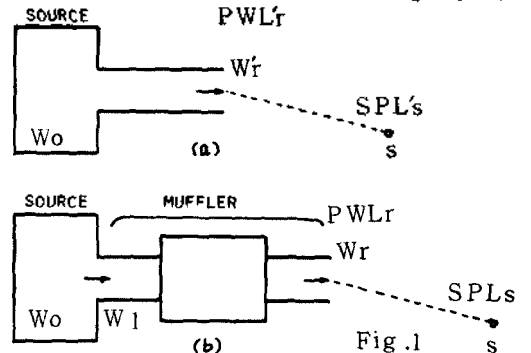 SOURCE
PWL'r
W'r
SPL's
Wo
(a)
s
SOURCE
MUFFLER
PWLr
Wr
SPLs
Wo
W1
(b)
Fig.1
s